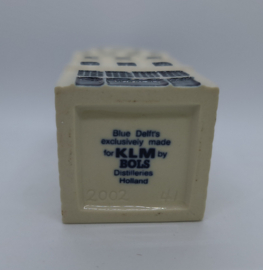 Blue Delft's
exclusively made
for KLM by
BOLS
Distilleries
Holland